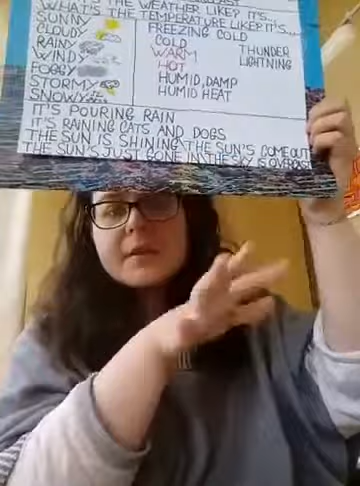 WHAT'S THE WEATHER LIKE? IT'S...
WHAT'S THE TEMPERATURE LIKE? IT'S....
SUNNY
CLOUDY
RAINY
WINDY
FOGGY
STORMY
SNOWY
FREEZING COLD
COLD
WARM
HOT
HUMID, DAMP
HUMID HEAT
THUNDER
LIGHTNING
IT'S POURING RAIN
IT'S RAINING CATS AND DOGS
THE SUN IS SHINING THE SUN'S COME OUT
THE SUN'S JUST GONE IN THE SKY IS OVERCAST